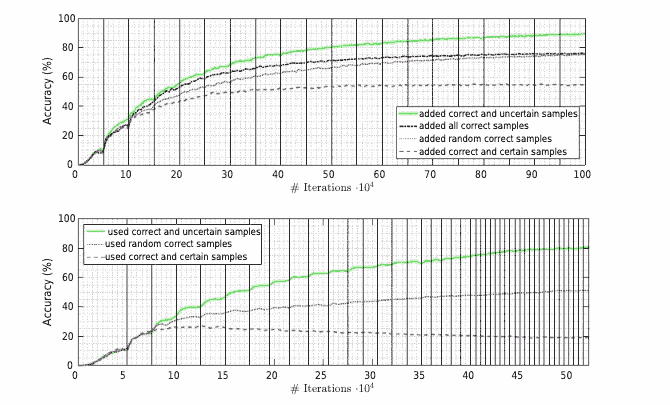 100
80
60
40
20
0
Accuracy (%)
added correct and uncertain samples
added all correct samples
added random correct samples
added correct and certain samples
0 10 20 30 40 50 60 70 80 90 100
# Iterations ·10⁴
100
80
60
40
20
0
Accuracy (%)
used correct and uncertain samples
used random correct samples
used correct and certain samples
0 5 10 15 20 25 30 35 40 45 50
# Iterations ·10⁴